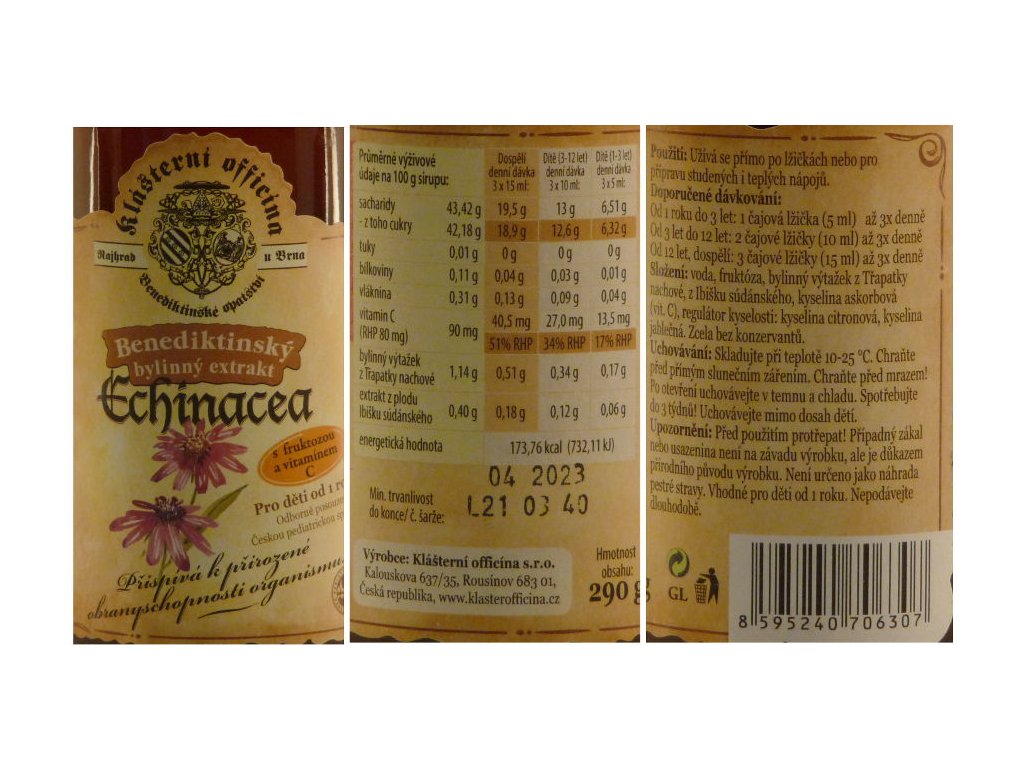 Klášterní officina
Rajhrad u Brna
Benediktinské opatství
Benediktinský
bylinný extrakt
Echinacea
s fruktozou
a vitaminem
C
Pro děti od 1
Odborně
Českou pediatrickou
Přispívá k přirozené
obranyschopnosti organismu
Průměrné výživové Dospělí Dítě (3-12 let) Dítě (1-3 let)
údaje na 100 g sirupu: denní dávka denní dávka denní dávka
3 x 15 ml: 3 x 10ml: 3 x 5 ml:
sacharidy 43,42 g 19,5 g 13 g 6,51 g
- z toho cukry 42,18 g 18,9 g 12,6 g 6,32 g
tuky 0,01 g 0 g 0 g 0 g
bílkoviny 0,11 g 0,04 g 0,03 g 0,01 g
vláknina 0,31 g 0,13 g 0,09 g 0,04 g
vitamin C 40,5 mg 27,0 mg 13,5 mg
(RHP 80 mg) 90 mg 51% RHP 34% RHP 17% RHP
bylinný výtažek
z Třapatky nachové 1,14 g 0,51 g 0,34 g 0,17 g
extrakt z plodu
Ibišku súdánského 0,40 g 0,18 g 0,12 g 0,06 g
energetická hodnota 173,76 kcal (732,11 kJ)
04 2023
Min. trvanlivost
do konce/ č. šarže: L21 03 40
Výrobce: Klášterní officina s.r.o.
Kalouskova 637/35, Rousínov 683 01,
Česká republika, www.klasterofficina.cz
Hmotnost
obsahu:
290 g
Použití: Užívá se přímo po lžičkách nebo pro
přípravu studených i teplých nápojů.
Doporučené dávkování:
Od 1 roku do 3 let: 1 čajová lžička (5 ml) až 3x denně
Od 3 let do 12 let: 2 čajové lžičky (10 ml) až 3x denně
Od 12 let, dospělí: 3 čajové lžičky (15 ml) až 3x denně
Složení: voda, fruktóza, bylinný výtažek z Třapatky
nachové, z Ibišku súdánského, kyselina askorbová
(vit. C), regulátor kyselosti: kyselina citronová, kyselina
jablečná. Zcela bez konzervantů.
Uchovávání: Skladujte při teplotě 10-25 °C. Chraňte
před přímým slunečním zářením. Chraňte před mrazem!
Po otevření uchovávejte v temnu a chladu. Spotřebujte
do 3 týdnů! Uchovávejte mimo dosah dětí.
Upozornění: Před použitím protřepat! Případný zákal
nebo usazenina není na závadu výrobku, ale je důkazem
přírodního původu výrobku. Není určeno jako náhrada
pestré stravy. Vhodné pro děti od 1 roku. Nepodávejte
dlouhodobě.
GL
8 595240 706307